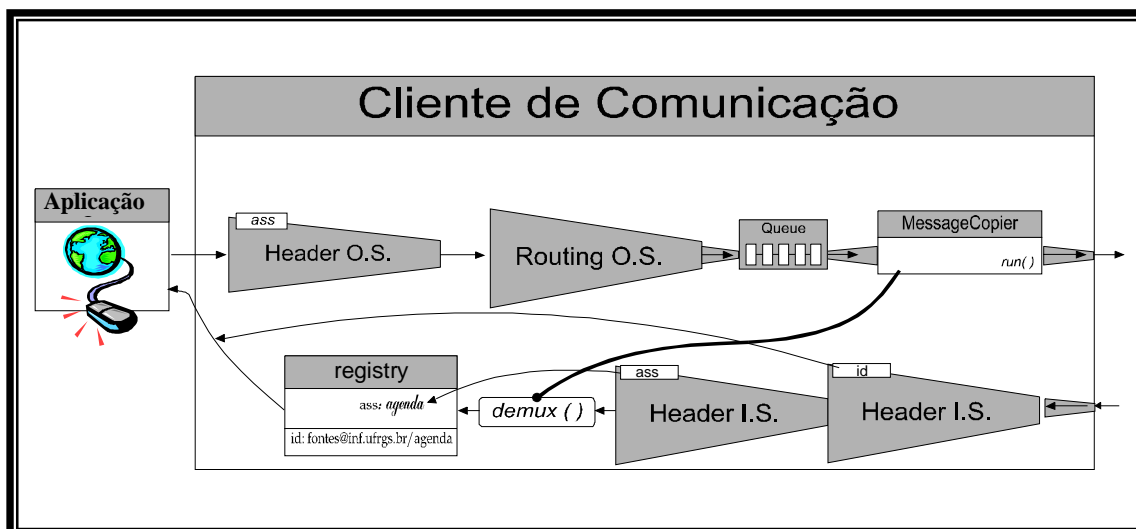 Cliente de Comunicação
Aplicação
ass
Header O.S.
Routing O.S.
Queue
MessageCopier
run( )
registry
ass: agenda
id: fontes@inf.ufrgs.br/agenda
demux ( )
ass
Header I.S.
id
Header I.S.